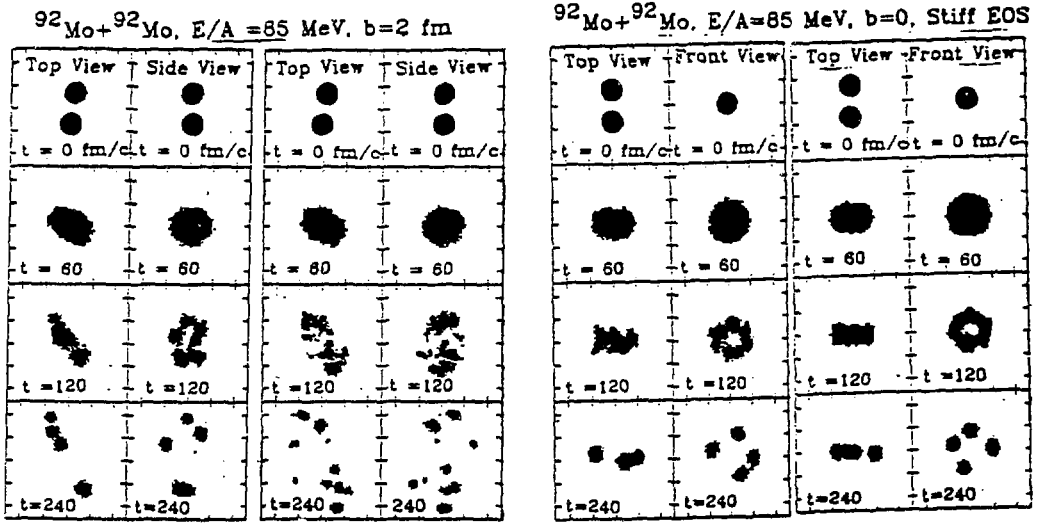 ⁹²Mo+⁹²Mo, E/A =85 MeV, b=2 fm
Top View Side View Top View Side View
t = 0 fm/c t = 0 fm/c t = 0 fm/c t = 0 fm/c
t = 60 t = 60 t = 60 t = 60
t =120 t =120 t =120 t =120
t=240 t=240 t=240 t=240
⁹²Mo+⁹²Mo, E/A=85 MeV, b=0, Stiff EOS
Top View Front View Top View Front View
t = 0 fm/c t = 0 fm/c t = 0 fm/c t = 0 fm/c
t = 60 t = 60 t = 60 t = 60
t =120 t =120 t =120 t =120
t=240 t=240 t=240 t=240